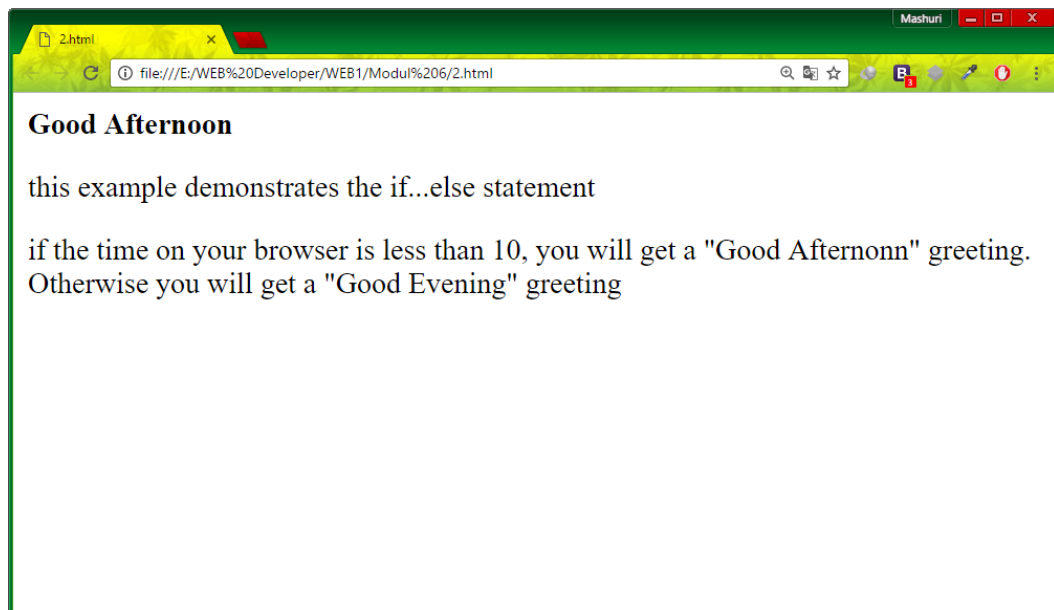 Mashuri
2.html
file:///E:/WEB%20Developer/WEB1/Modul%206/2.html
B 3
Good Afternoon
this example demonstrates the if...else statement
if the time on your browser is less than 10, you will get a "Good Afternonn" greeting.
Otherwise you will get a "Good Evening" greeting